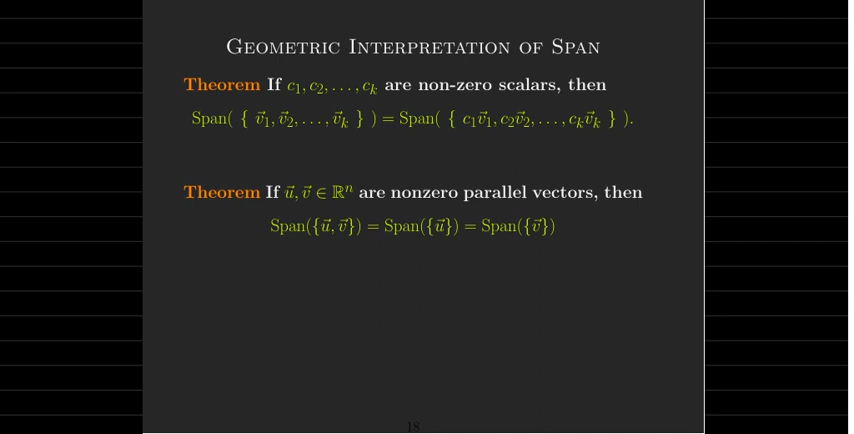 Geometric Interpretation of Span
Theorem If c₁, c₂, . . . , cₖ are non-zero scalars, then
Span( { v⃗₁, v⃗₂, . . . , v⃗ₖ } ) = Span( { c₁v⃗₁, c₂v⃗₂, . . . , cₖv⃗ₖ } ).
Theorem If u⃗, v⃗ ∈ ℝⁿ are nonzero parallel vectors, then
Span({u⃗, v⃗}) = Span({u⃗}) = Span({v⃗})
18